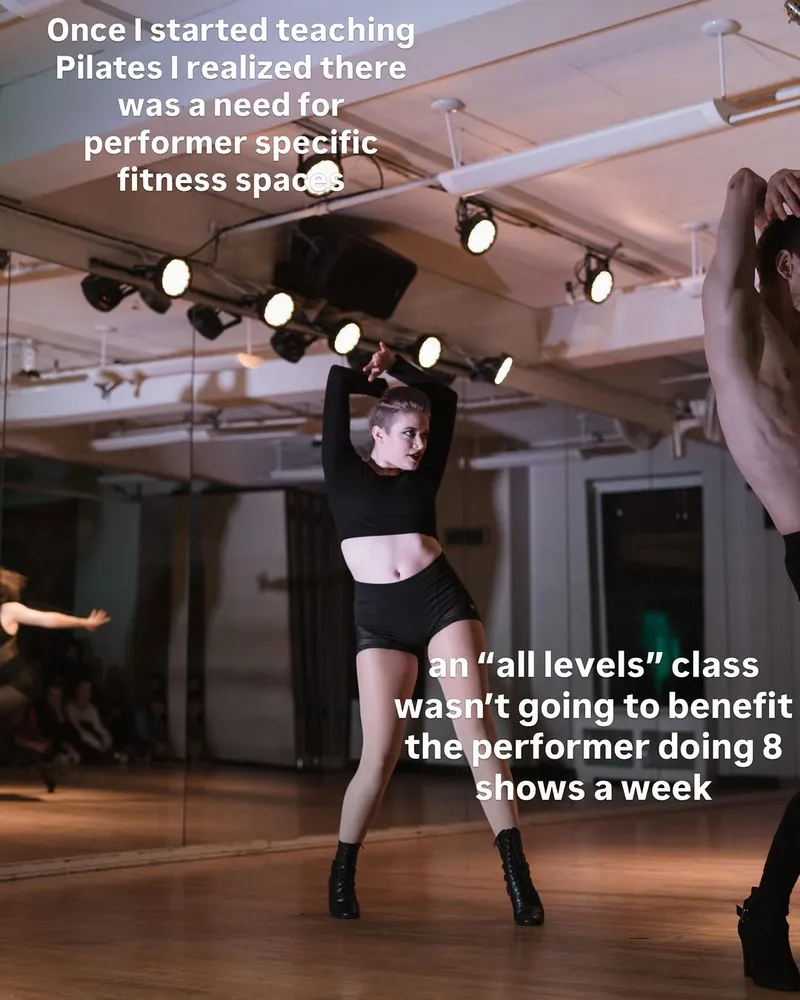 Once I started teaching
Pilates I realized there
was a need for
performer specific
fitness spaces
an “all levels” class
wasn’t going to benefit
the performer doing 8
shows a week